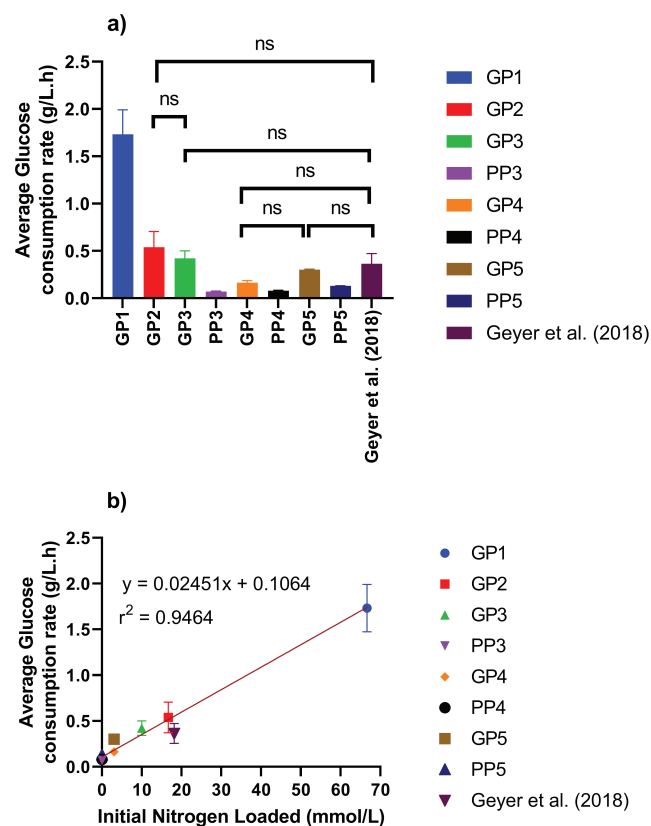 a)
Average Glucose
consumption rate (g/L.h)
2.5
2.0
1.5
1.0
0.5
0.0
ns
ns
ns
ns
ns
ns
GP1
GP2
GP3
PP3
GP4
PP4
GP5
PP5
Geyer et al. (2018)
GP1
GP2
GP3
PP3
GP4
PP4
GP5
PP5
Geyer et al. (2018)
b)
Average Glucose
consumption rate (g/L.h)
2.5
2.0
1.5
1.0
0.5
0.0
y = 0.02451x + 0.1064
r² = 0.9464
0 10 20 30 40 50 60 70
Initial Nitrogen Loaded (mmol/L)
GP1
GP2
GP3
PP3
GP4
PP4
GP5
PP5
Geyer et al. (2018)